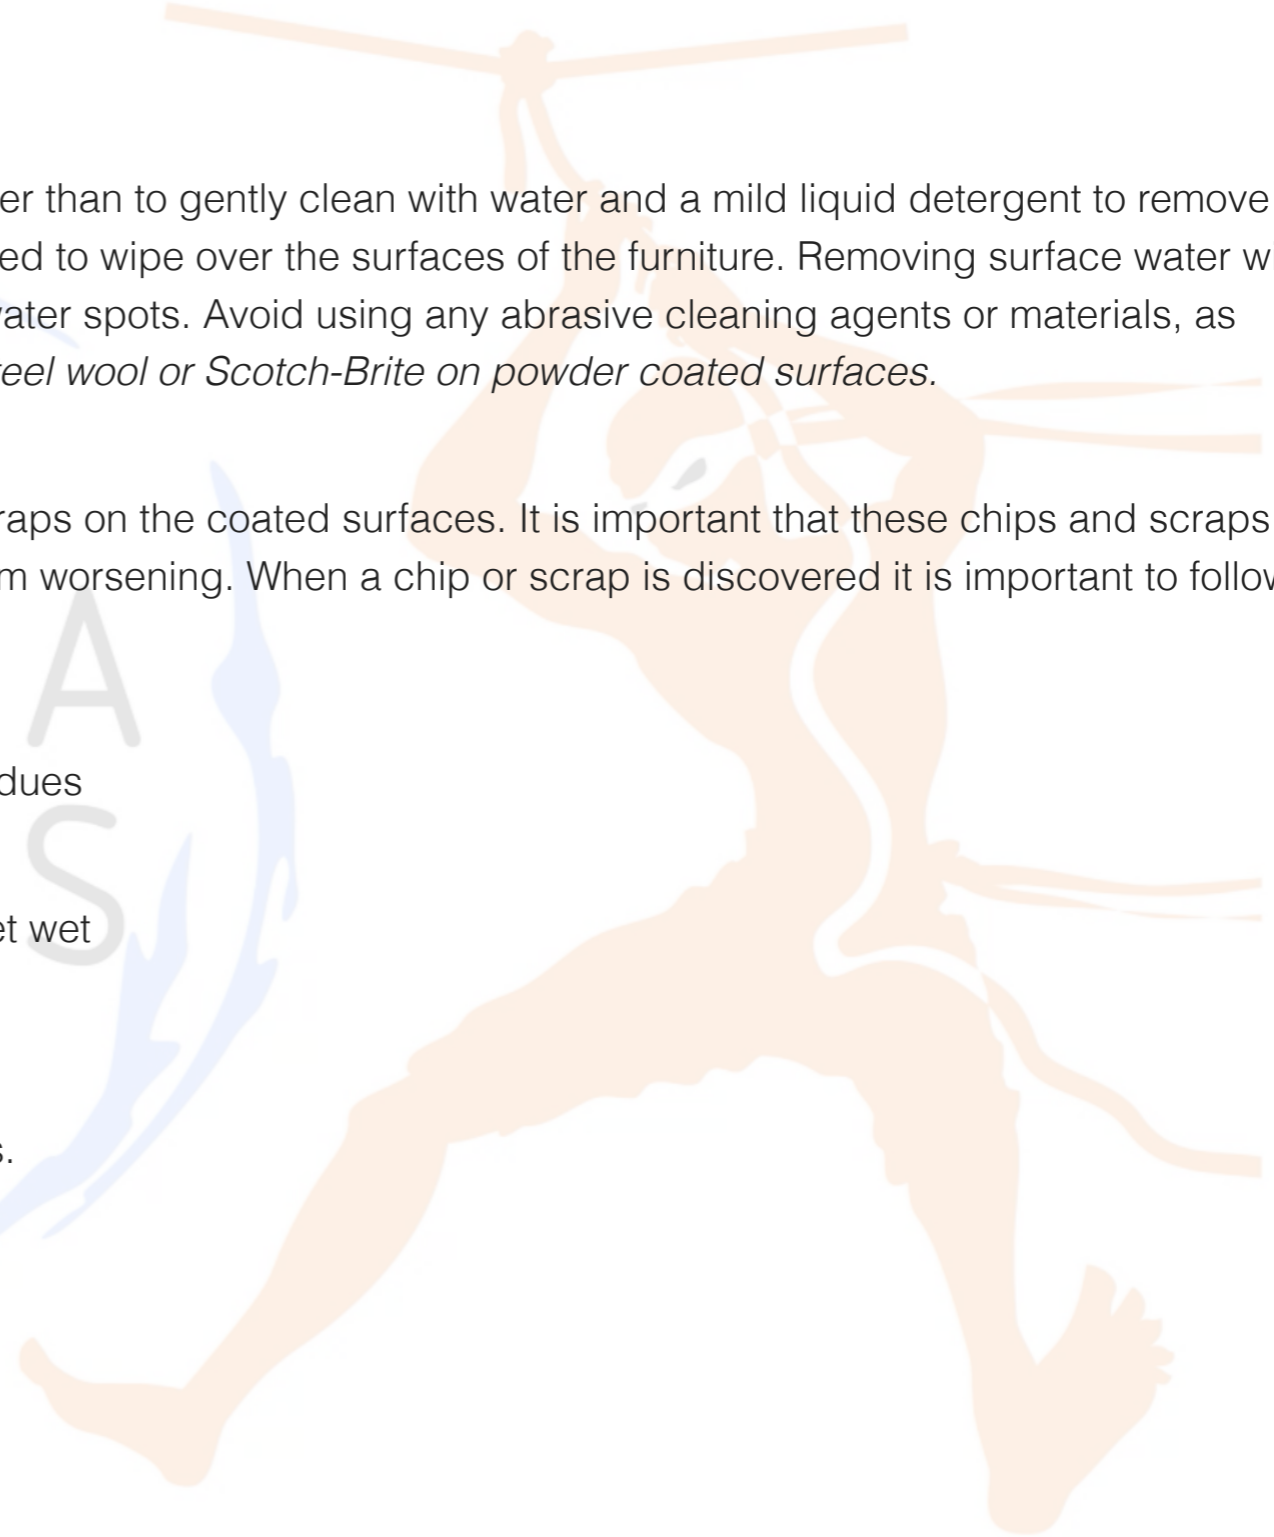 er than to gently clean with water and a mild liquid detergent to remove
ed to wipe over the surfaces of the furniture. Removing surface water w
ater spots. Avoid using any abrasive cleaning agents or materials, as
eel wool or Scotch-Brite on powder coated surfaces.
raps on the coated surfaces. It is important that these chips and scraps
m worsening. When a chip or scrap is discovered it is important to follow
A
dues
S
et wet
s.